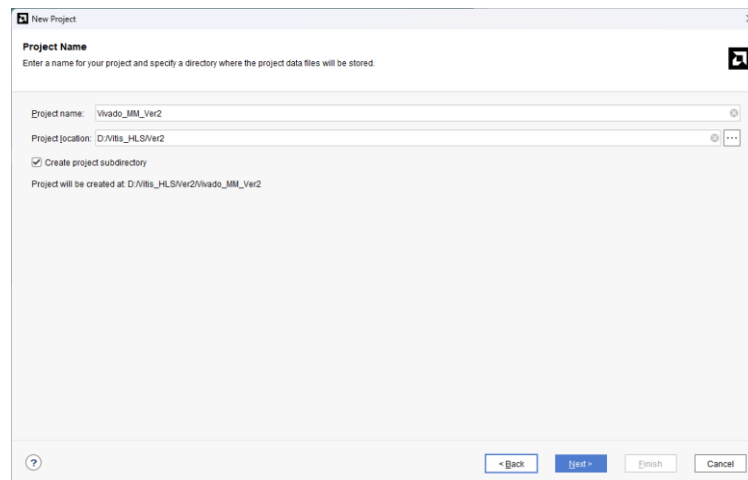 New Project
Project Name
Enter a name for your project and specify a directory where the project data files will be stored.
Project name: Vivado_MM_Ver2
Project location: D:/Vitis_HLS/Ver2
Create project subdirectory
Project will be created at: D:/Vitis_HLS/Ver2/Vivado_MM_Ver2
? < Back Next > Finish Cancel